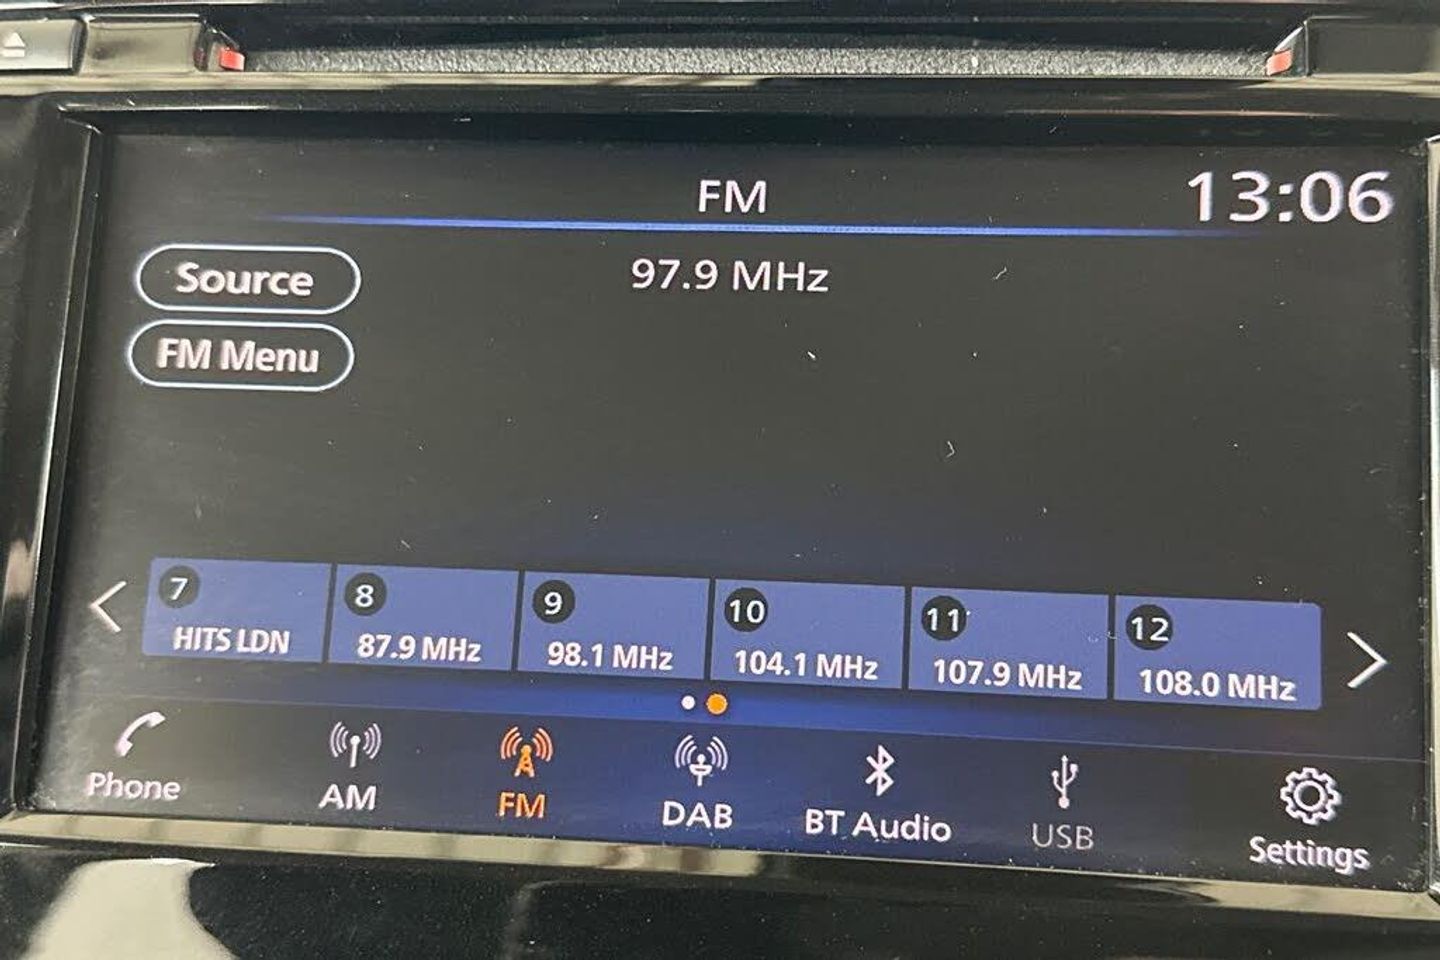 FM
13:06
Source
97.9 MHz
FM Menu
7
8
9
10
11
12
HITS LDN
87.9 MHz
98.1 MHz
104.1 MHz
107.9 MHz
108.0 MHz
Phone
AM
FM
DAB
BT Audio
USB
Settings